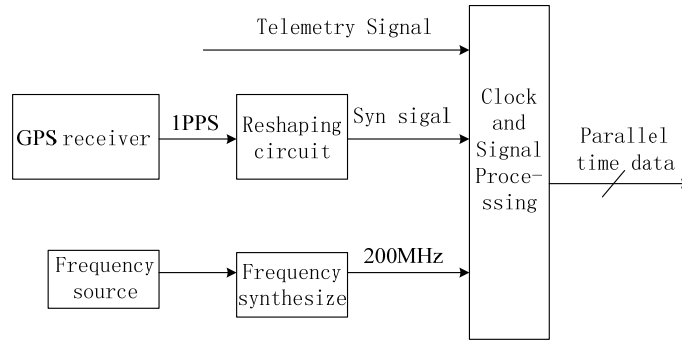 Telemetry Signal
GPS receiver
1PPS
Reshaping
circuit
Syn sigal
Clock
and
Signal
Proce-
ssing
Parallel
time data
Frequency
source
Frequency
synthesize
200MHz